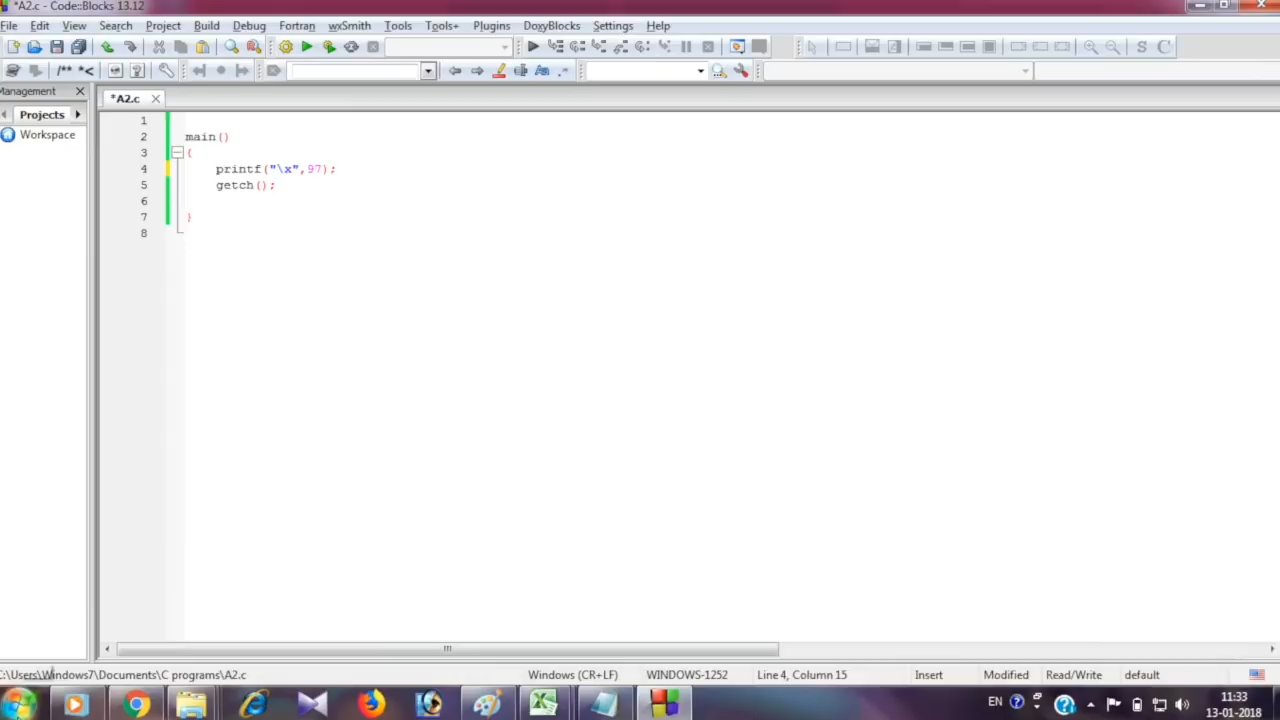 *A2.c - Code::Blocks 13.12
File Edit View Search Project Build Debug Fortran wxSmith Tools Tools+ Plugins DoxyBlocks Settings Help
/** *<
Management
*A2.c
Projects
Workspace
1
2 main()
3 {
4 printf("\x",97);
5 getch();
6
7 }
8
C:\Users\Windows7\Documents\C programs\A2.c Windows (CR+LF) WINDOWS-1252 Line 4, Column 15 Insert Modified Read/Write default
EN
11:33
13-01-2018